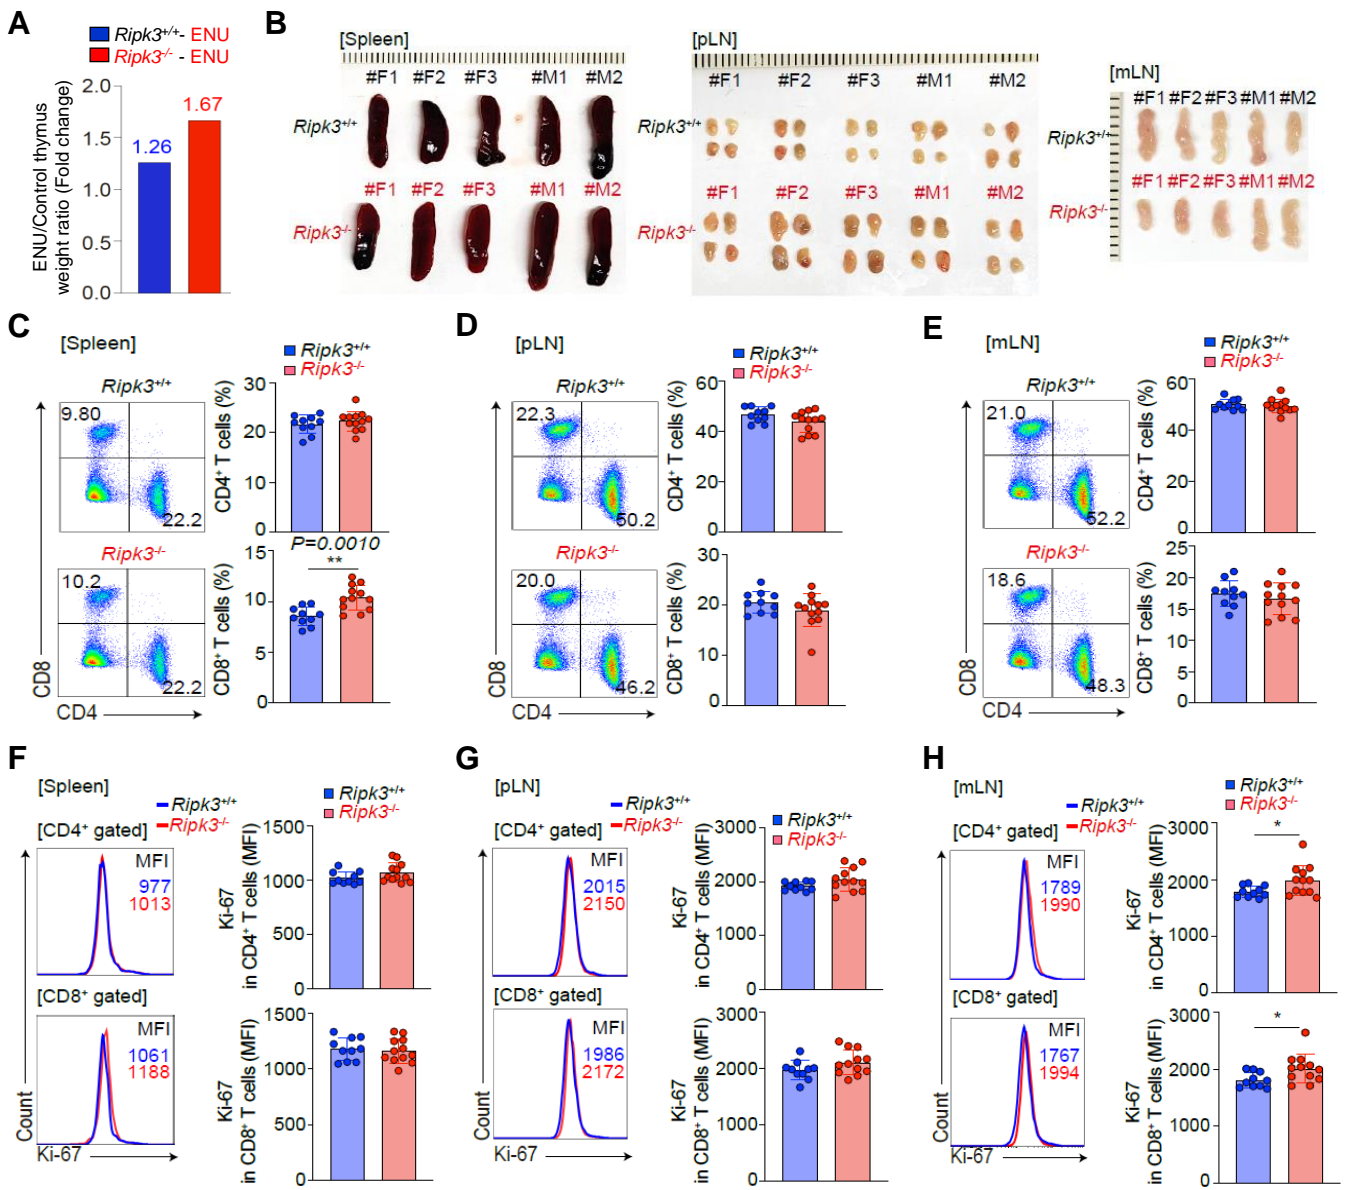 A
Ripk3+/+- ENU
Ripk3-/- - ENU
ENU/Control thymus
weight ratio (Fold change)
2.0
1.5
1.0
0.5
0.0
1.26
1.67
B
[Spleen]
#F1 #F2 #F3 #M1 #M2
Ripk3+/+
#F1 #F2 #F3 #M1 #M2
Ripk3-/-
[pLN]
#F1 #F2 #F3 #M1 #M2
Ripk3+/+
#F1 #F2 #F3 #M1 #M2
Ripk3-/-
[mLN]
#F1 #F2 #F3 #M1 #M2
Ripk3+/+
#F1 #F2 #F3 #M1 #M2
Ripk3-/-
C
[Spleen]
Ripk3+/+
9.80
22.2
Ripk3-/-
10.2
22.2
CD8
CD4
Ripk3+/+
Ripk3-/-
CD4+ T cells (%)
30
20
10
0
CD8+ T cells (%)
15
10
5
0
P=0.0010
**
D
[pLN]
Ripk3+/+
22.3
50.2
Ripk3-/-
20.0
46.2
CD8
CD4
Ripk3+/+
Ripk3-/-
CD4+ T cells (%)
60
40
20
0
CD8+ T cells (%)
30
20
10
0
E
[mLN]
Ripk3+/+
21.0
52.2
Ripk3-/-
18.6
48.3
CD8
CD4
Ripk3+/+
Ripk3-/-
CD4+ T cells (%)
60
40
20
0
CD8+ T cells (%)
25
20
15
10
5
0
F
[Spleen]
Ripk3+/+
Ripk3-/-
[CD4+ gated]
MFI
977
1013
[CD8+ gated]
MFI
1061
1188
Count
Ki-67
Ripk3+/+
Ripk3-/-
Ki-67
in CD4+ T cells (MFI)
1500
1000
500
0
Ki-67
in CD8+ T cells (MFI)
1500
1000
500
0
G
[pLN]
Ripk3+/+
Ripk3-/-
[CD4+ gated]
MFI
2015
2150
[CD8+ gated]
MFI
1986
2172
Count
Ki-67
Ripk3+/+
Ripk3-/-
Ki-67
in CD4+ T cells (MFI)
3000
2000
1000
0
Ki-67
in CD8+ T cells (MFI)
3000
2000
1000
0
H
[mLN]
Ripk3+/+
Ripk3-/-
[CD4+ gated]
MFI
1789
1990
[CD8+ gated]
MFI
1767
1994
Count
Ki-67
Ripk3+/+
Ripk3-/-
Ki-67
in CD4+ T cells (MFI)
3000
2000
1000
0
*
Ki-67
in CD8+ T cells (MFI)
3000
2000
1000
0
*